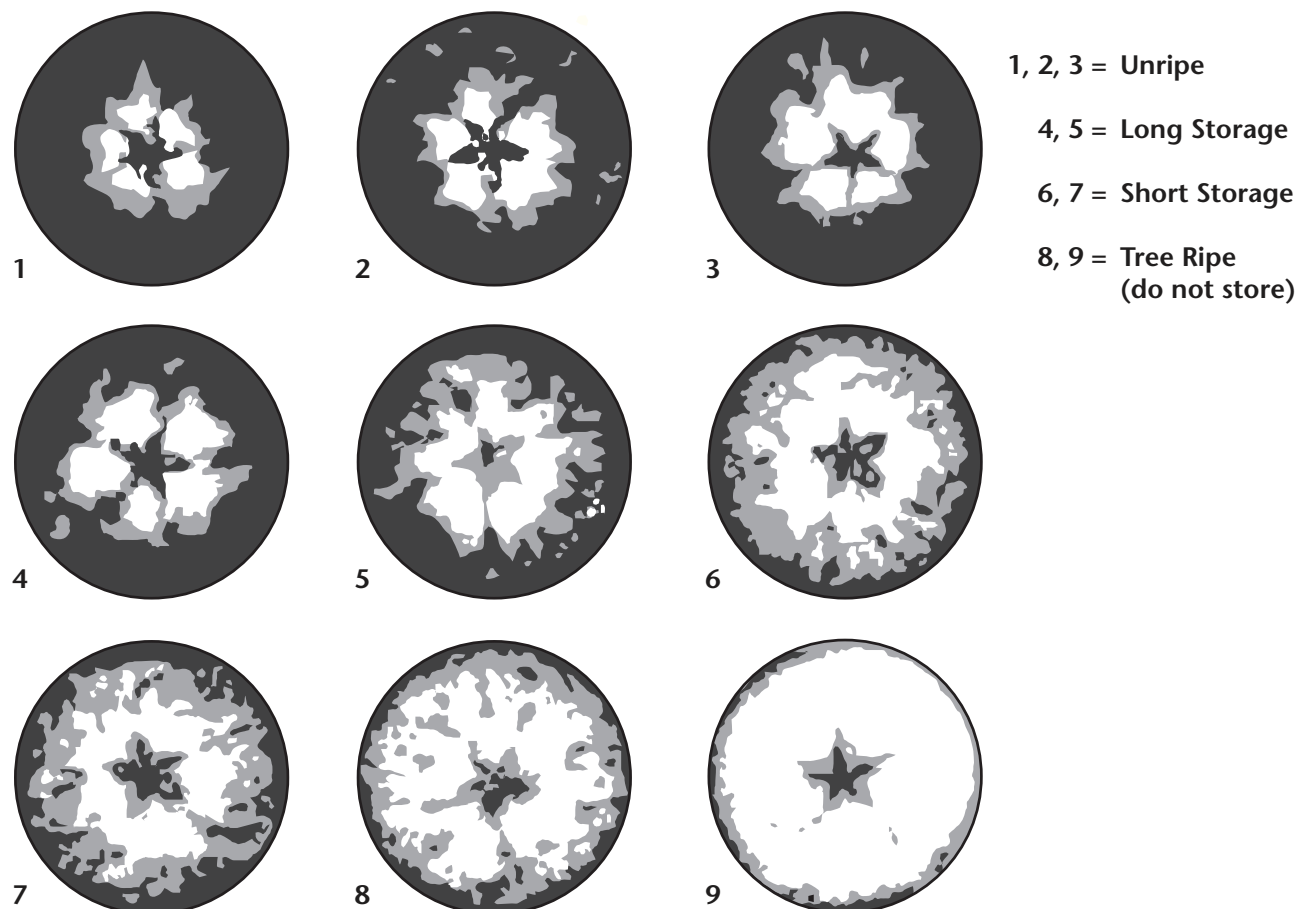 1, 2, 3 = Unripe
4, 5 = Long Storage
6, 7 = Short Storage
8, 9 = Tree Ripe
(do not store)
1
2
3
4
5
6
7
8
9